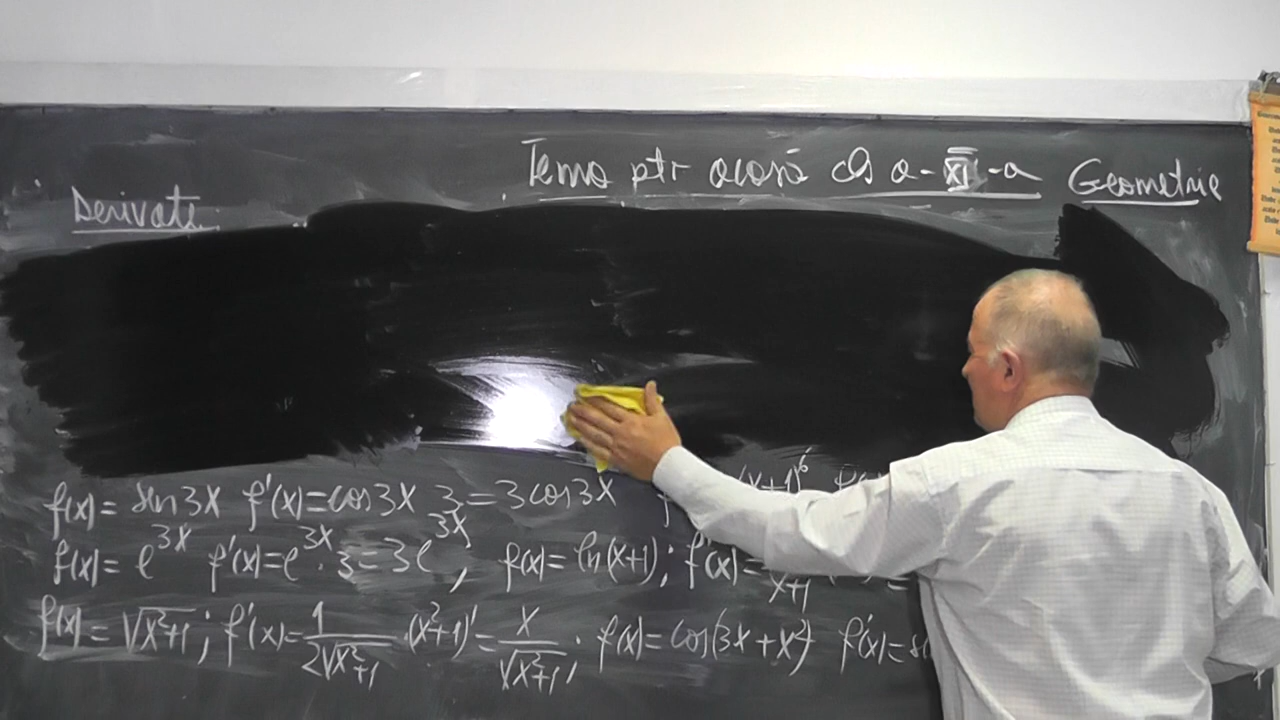 Tema ptr acasă cls a-XI-a Geometrie
Derivate
f(x)= sin3x f'(x)=cos3x 3=3cos3x (x+1)^6
f(x)= e^{3x} f'(x)=e^{3x}·3=3e^{3x}, f(x)= ln(x+1); f'(x)= /x+1
f(x)= √(x²+1); f'(x)= 1/(2√(x²+1)) ·(x²+1)'= x/√(x²+1); f(x)= cos(3x+x²) f'(x)=